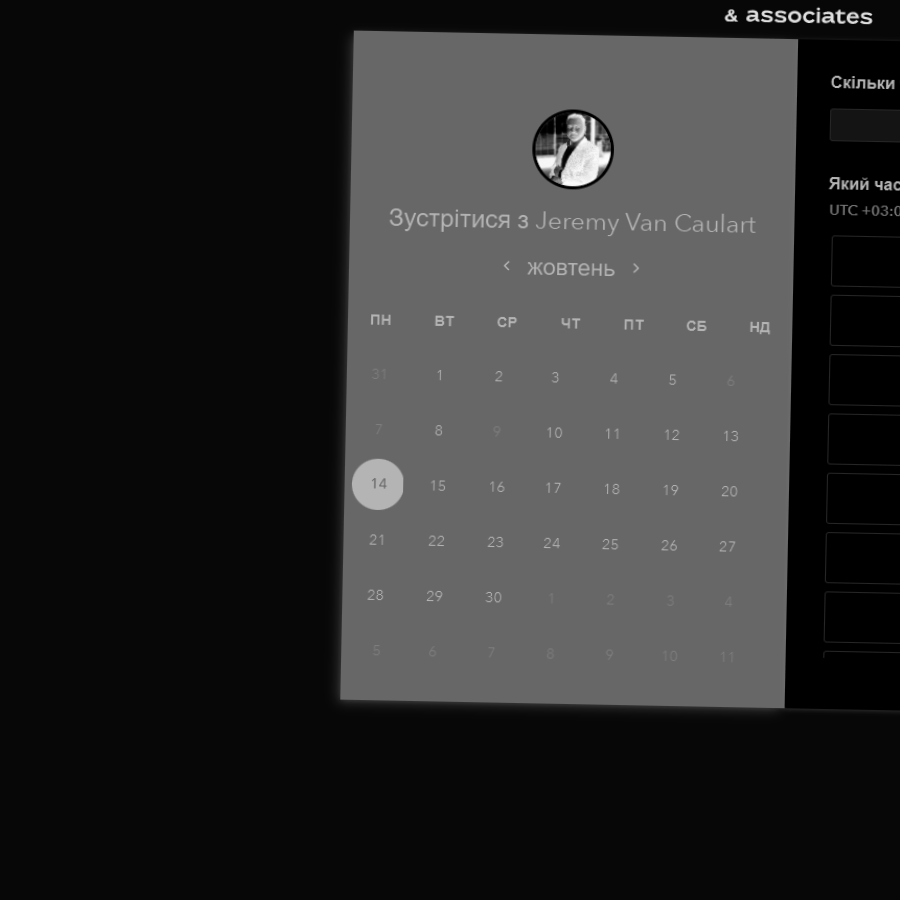 & associates
Зустрітися з Jeremy Van Caulart
жовтень
ПН ВТ СР ЧТ ПТ СБ НД
31 1 2 3 4 5 6
7 8 9 10 11 12 13
14 15 16 17 18 19 20
21 22 23 24 25 26 27
28 29 30 1 2 3 4
5 6 7 8 9 10 11
Скільки
Який час
UTC +03:0